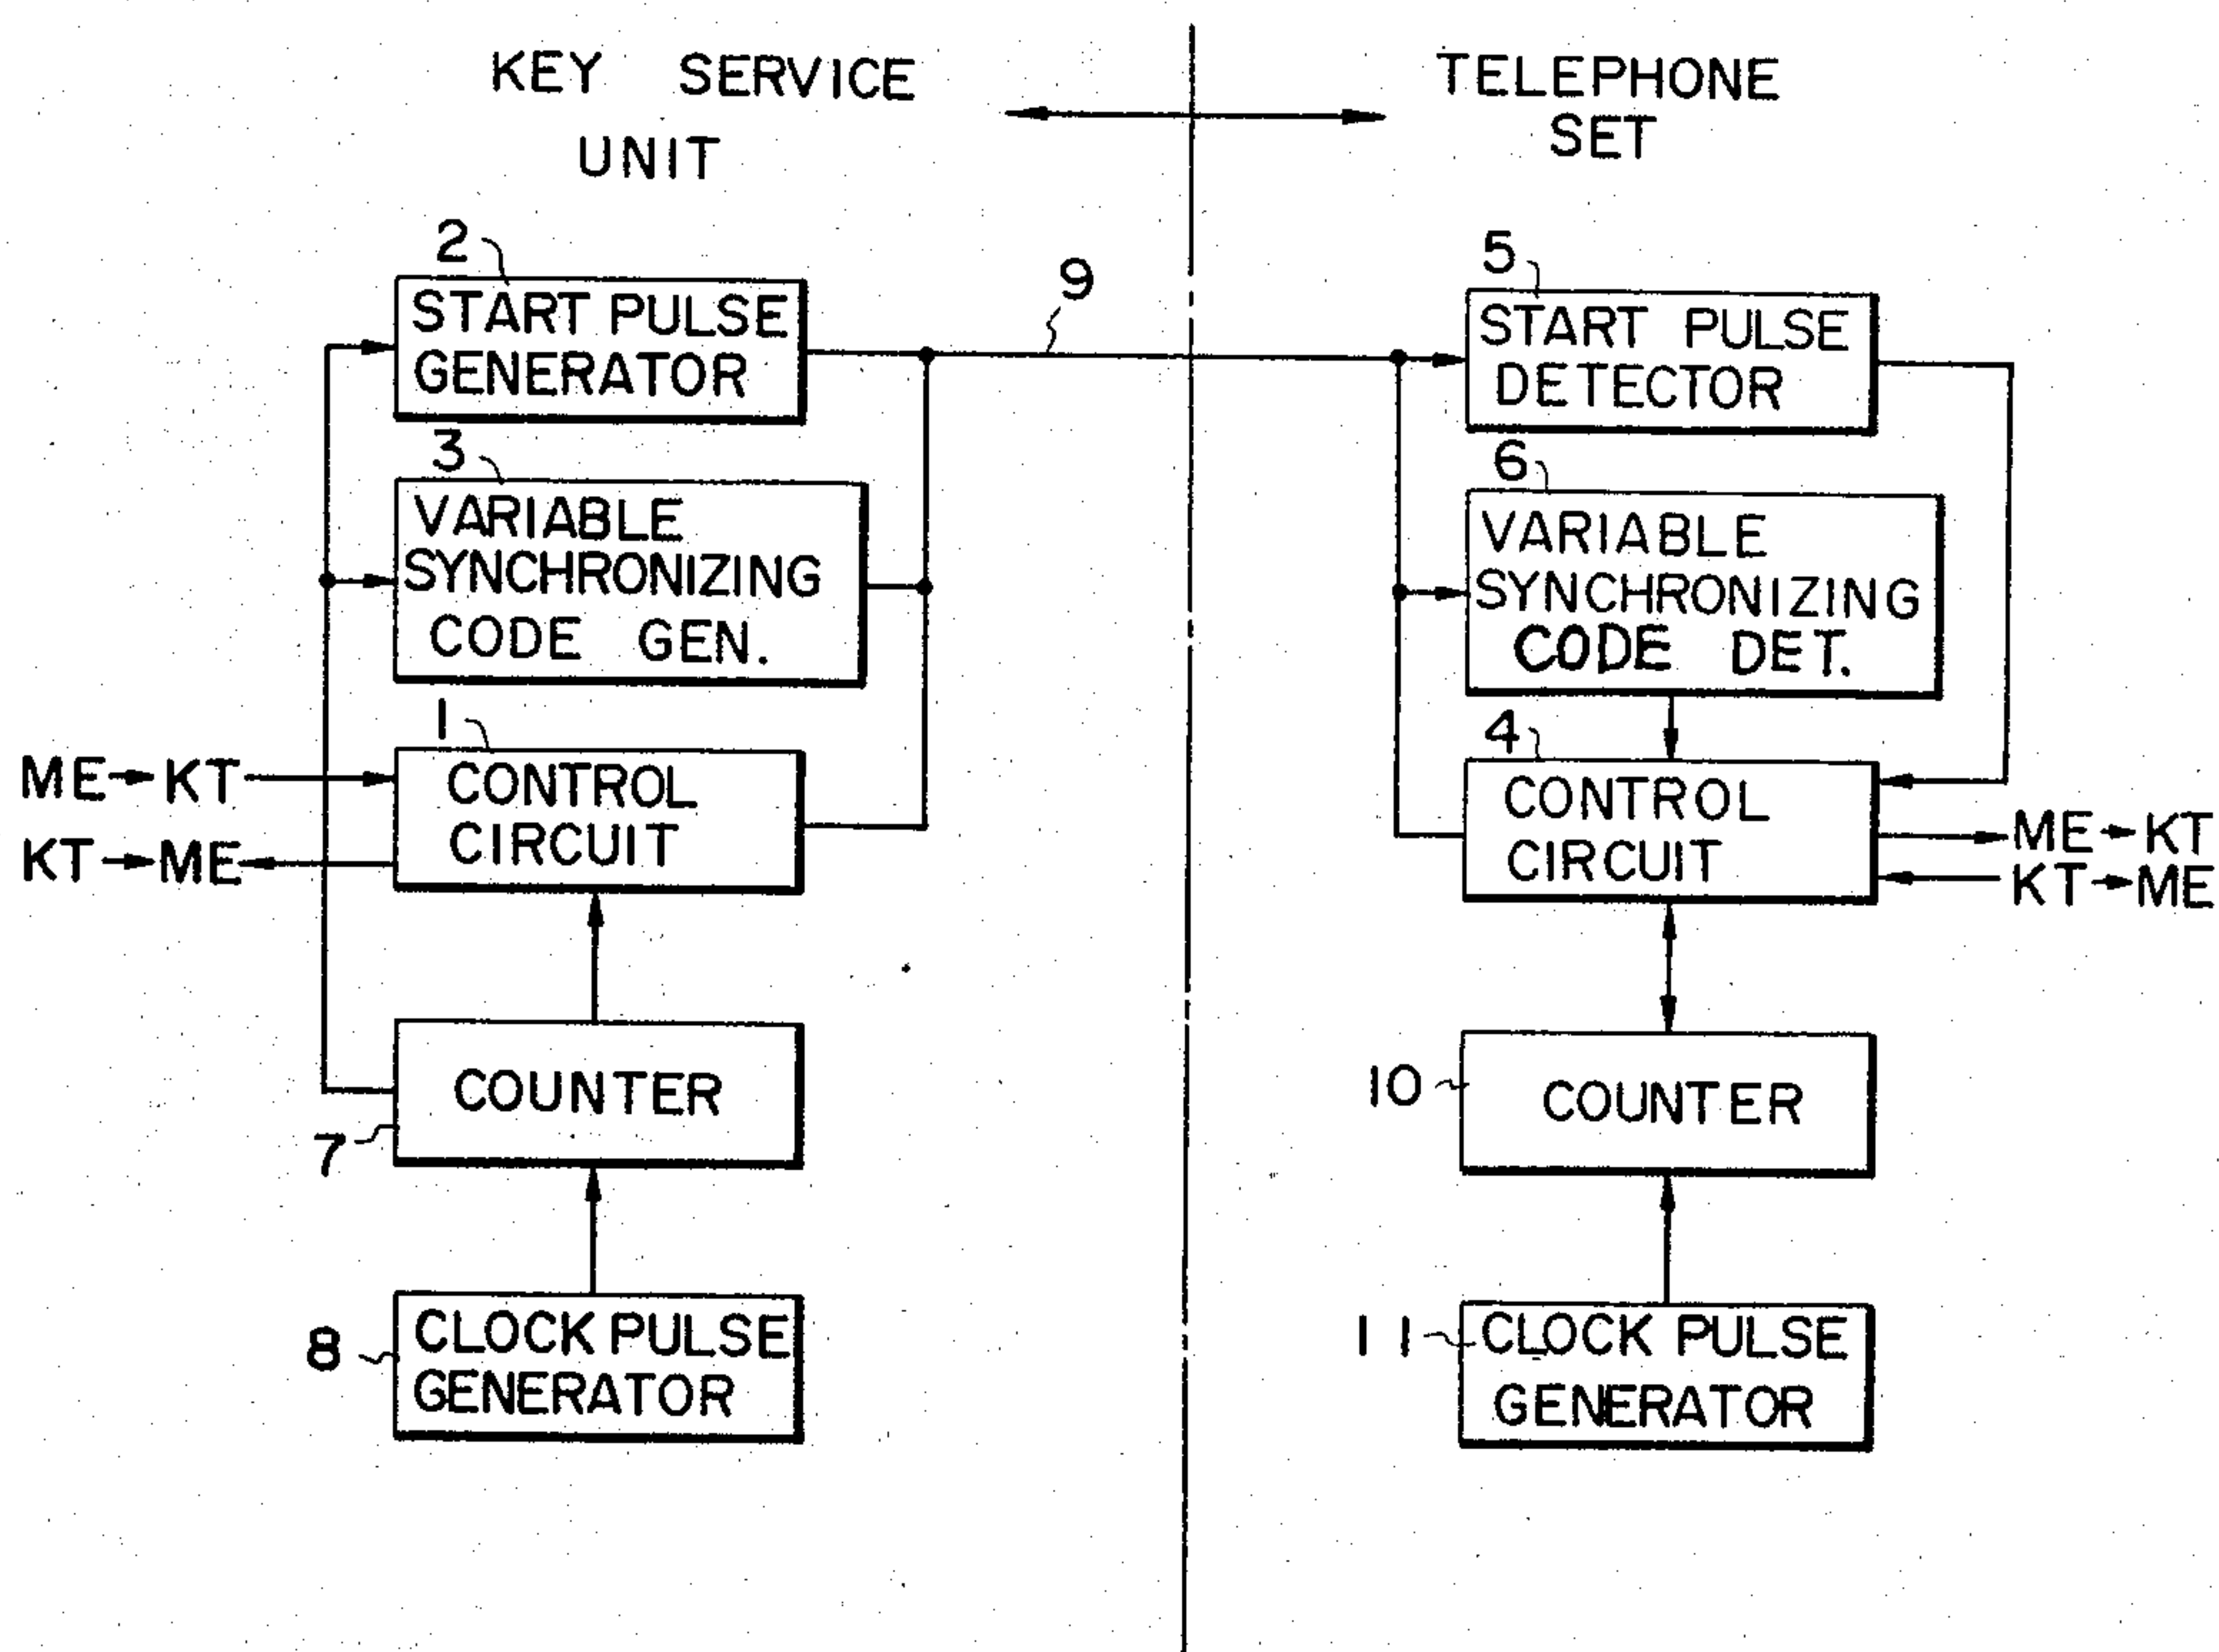 KEY SERVICE
UNIT
TELEPHONE
SET
2
START PULSE
GENERATOR
9
5
START PULSE
DETECTOR
3
VARIABLE
SYNCHRONIZING
CODE GEN.
6
VARIABLE
SYNCHRONIZING
CODE DET.
1
CONTROL
CIRCUIT
ME→KT
KT→ME
4
CONTROL
CIRCUIT
ME→KT
KT→ME
COUNTER
7
10
COUNTER
8
CLOCK PULSE
GENERATOR
11
CLOCK PULSE
GENERATOR